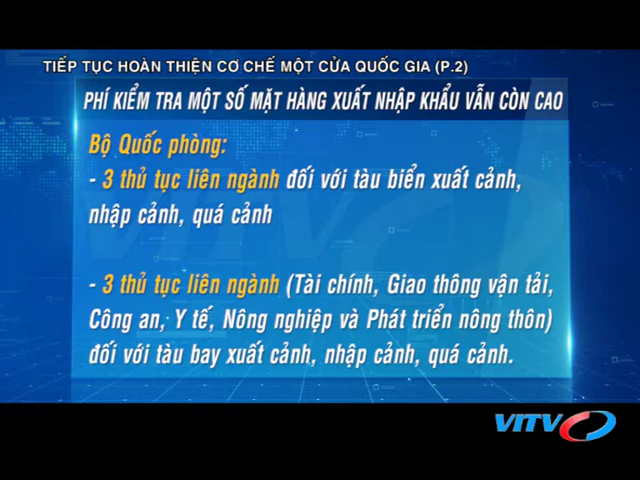 TIẾP TỤC HOÀN THIỆN CƠ CHẾ MỘT CỬA QUỐC GIA (P.2)
PHÍ KIỂM TRA MỘT SỐ MẶT HÀNG XUẤT NHẬP KHẨU VẪN CÒN CAO
Bộ Quốc phòng:
- 3 thủ tục liên ngành đối với tàu biển xuất cảnh,
nhập cảnh, quá cảnh
- 3 thủ tục liên ngành (Tài chính, Giao thông vận tải,
Công an, Y tế, Nông nghiệp và Phát triển nông thôn)
đối với tàu bay xuất cảnh, nhập cảnh, quá cảnh.
VITV